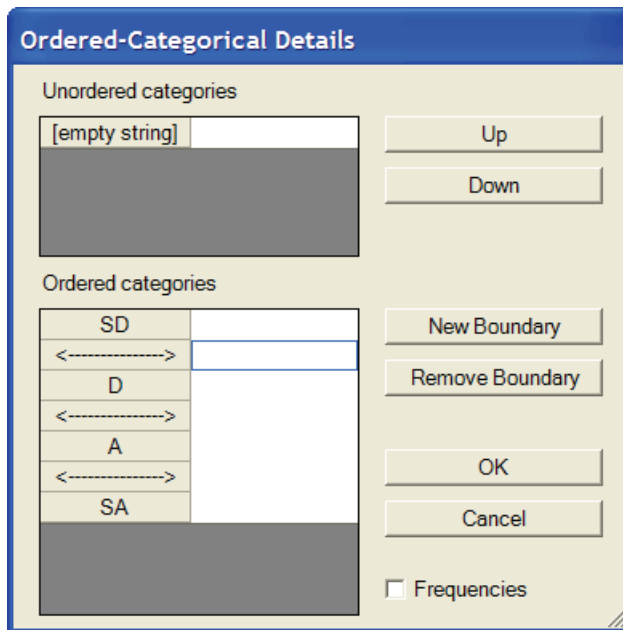 Ordered-Categorical Details
Unordered categories
[empty string]
Up
Down
Ordered categories
SD
<--------------->
D
<--------------->
A
<--------------->
SA
New Boundary
Remove Boundary
OK
Cancel
Frequencies